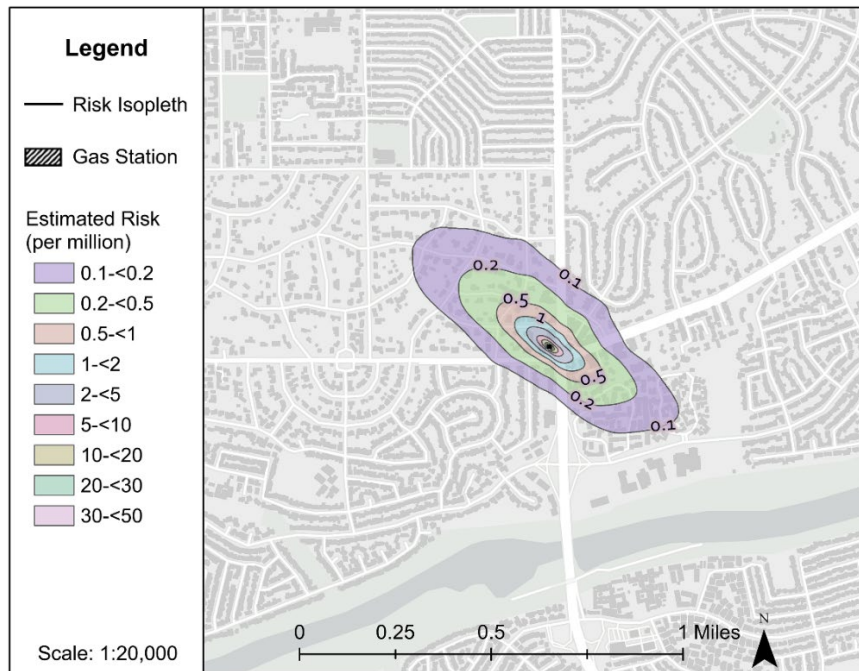 Legend
Risk Isopleth
Gas Station
Estimated Risk
(per million)
0.1-<0.2
0.2-<0.5
0.5-<1
1-<2
2-<5
5-<10
10-<20
20-<30
30-<50
Scale: 1:20,000
0.2
0.1
0.5
1
0.5
0.2
0.1
N
0 0.25 0.5 1 Miles